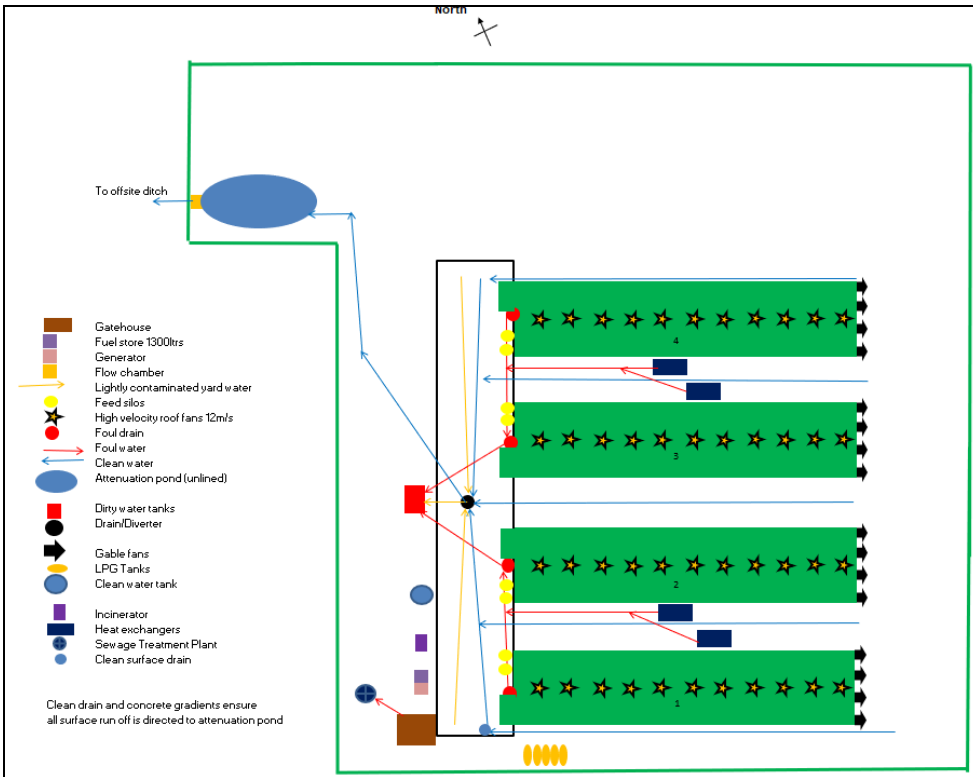 North
To offsite ditch
Gatehouse
Fuel store 1300ltrs
Generator
Flow chamber
Lightly contaminated yard water
Feed silos
High velocity roof fans 12m/s
Foul drain
Foul water
Clean water
Attenuation pond (unlined)
Dirty water tanks
Drain/Diverter
Gable fans
LPG Tanks
Clean water tank
Incinerator
Heat exchangers
Sewage Treatment Plant
Clean surface drain
Clean drain and concrete gradients ensure
all surface run off is directed to attenuation pond
4
3
2
1